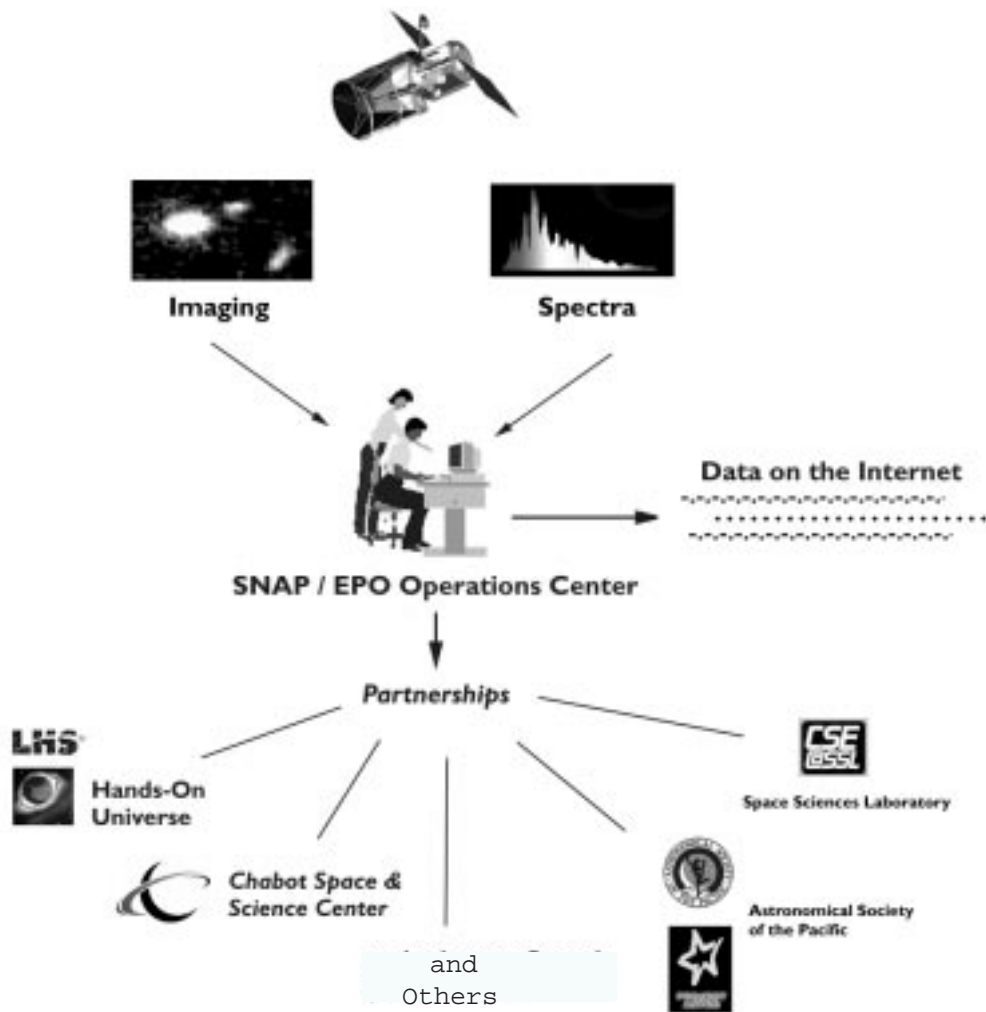 Imaging
Spectra
Data on the Internet
SNAP / EPO Operations Center
Partnerships
LHS
Hands-On
Universe
CSE
@SSL
Space Sciences Laboratory
Chabot Space &
Science Center
Astronomical Society
of the Pacific
and
Others